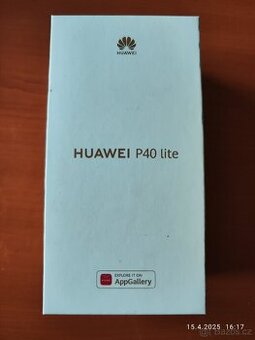 HUAWEI
HUAWEI P40 lite
EXPLORE IT ON
AppGallery
15.4.2025 16:17